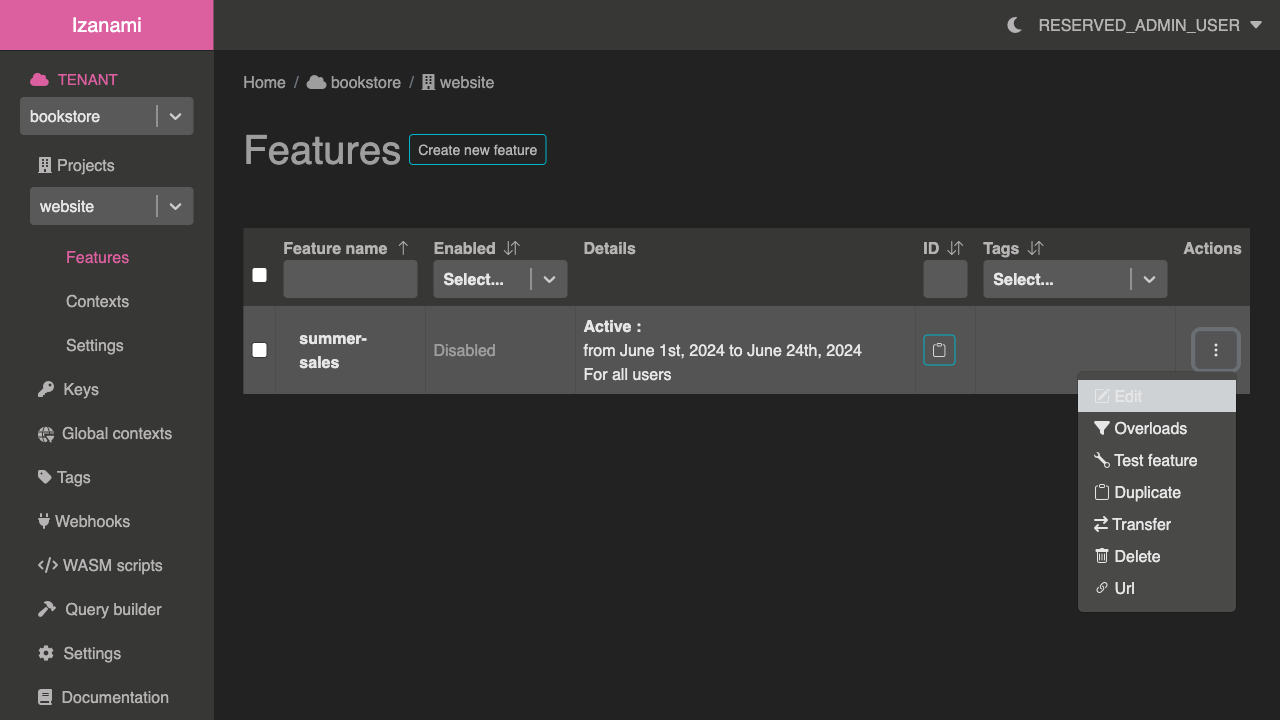 Izanami
RESERVED_ADMIN_USER
TENANT
bookstore
Projects
website
Features
Contexts
Settings
Keys
Global contexts
Tags
Webhooks
WASM scripts
Query builder
Settings
Documentation
Home / bookstore / website
Features Create new feature
Feature name Enabled Details ID Tags Actions
Select... Select...
summer-
sales
Disabled
Active :
from June 1st, 2024 to June 24th, 2024
For all users
Edit
Overloads
Test feature
Duplicate
Transfer
Delete
Url